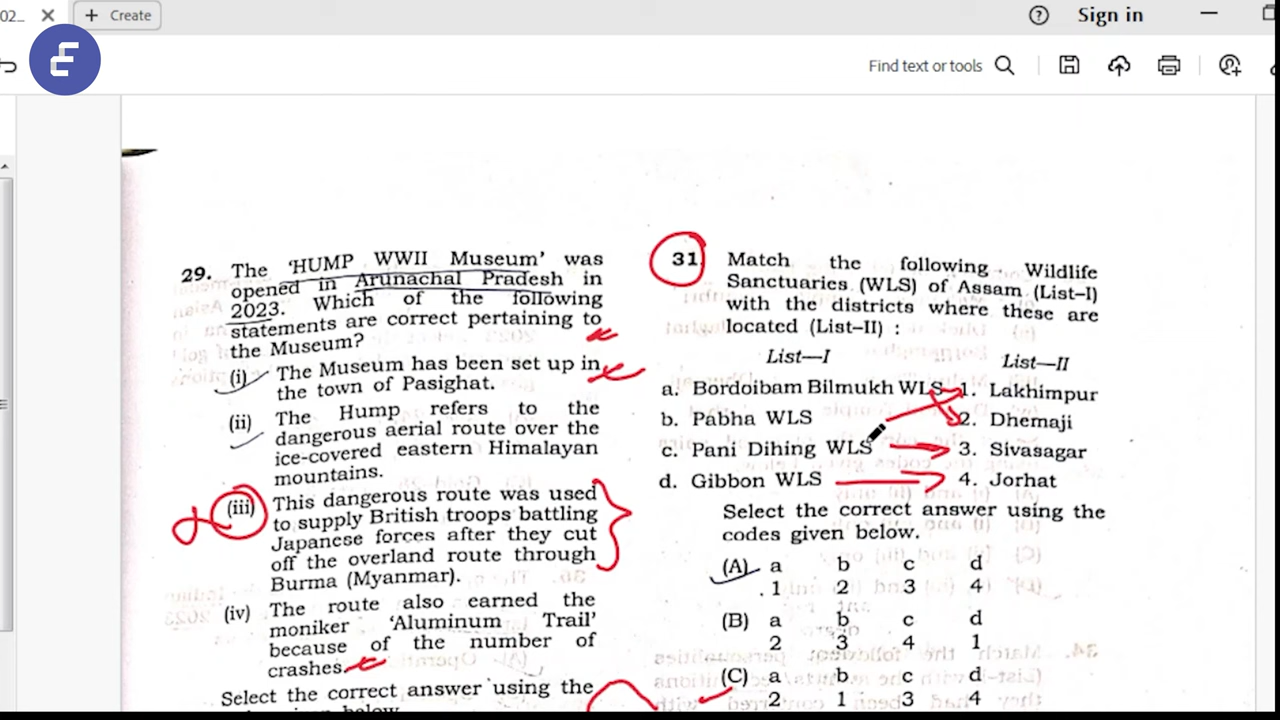 02...
Create
Sign in
Find text or tools
29. The 'HUMP WWII Museum' was
opened in Arunachal Pradesh in
2023. Which of the following
statements are correct pertaining to
the Museum?
(i) The Museum has been set up in
the town of Pasighat.
(ii) The Hump refers to the
dangerous aerial route over the
ice-covered eastern Himalayan
mountains.
(iii) This dangerous route was used
to supply British troops battling
Japanese forces after they cut
off the overland route through
Burma (Myanmar).
(iv) The route also earned the
moniker 'Aluminum Trail'
because of the number of
crashes.
Select the correct answer using the
31. Match the following Wildlife
Sanctuaries (WLS) of Assam (List-I)
with the districts where these are
located (List-II) :
List—I List—II
a. Bordoibam Bilmukh WLS 1. Lakhimpur
b. Pabha WLS 2. Dhemaji
c. Pani Dihing WLS 3. Sivasagar
d. Gibbon WLS 4. Jorhat
Select the correct answer using the
codes given below.
(A) a b c d
1 2 3 4
(B) a b c d
2 3 4 1
(C) a b c d
2 1 3 4